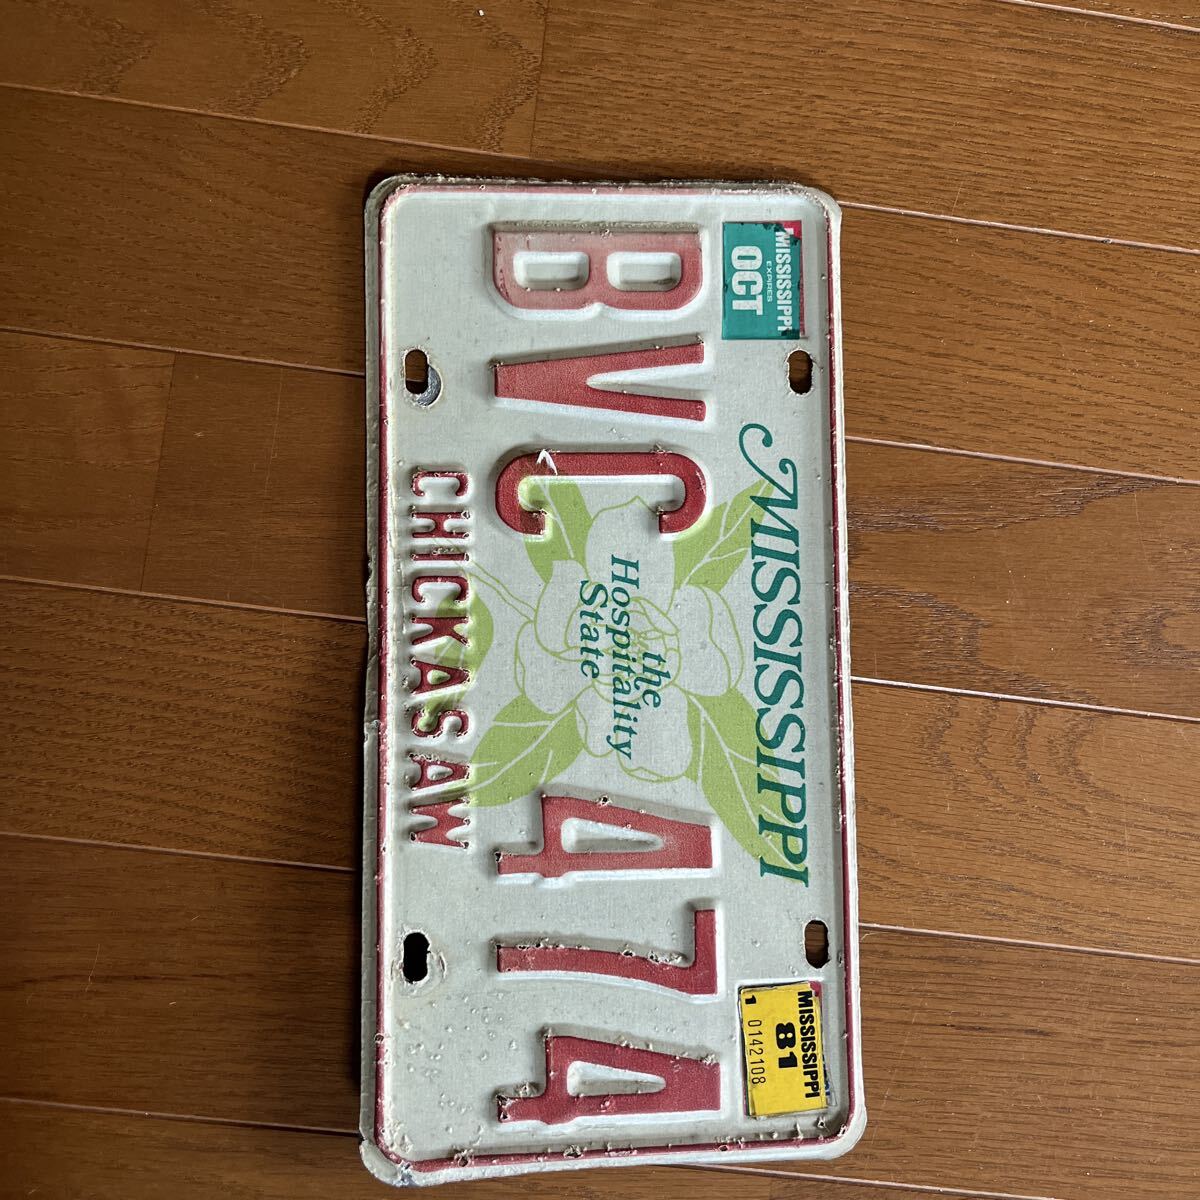 MISSISSIPPI
EXPIRES
OCT
MISSISSIPPI
MISSISSIPPI
81
1 0142108
BVC 474
the
Hospitality
State
CHICKASAW